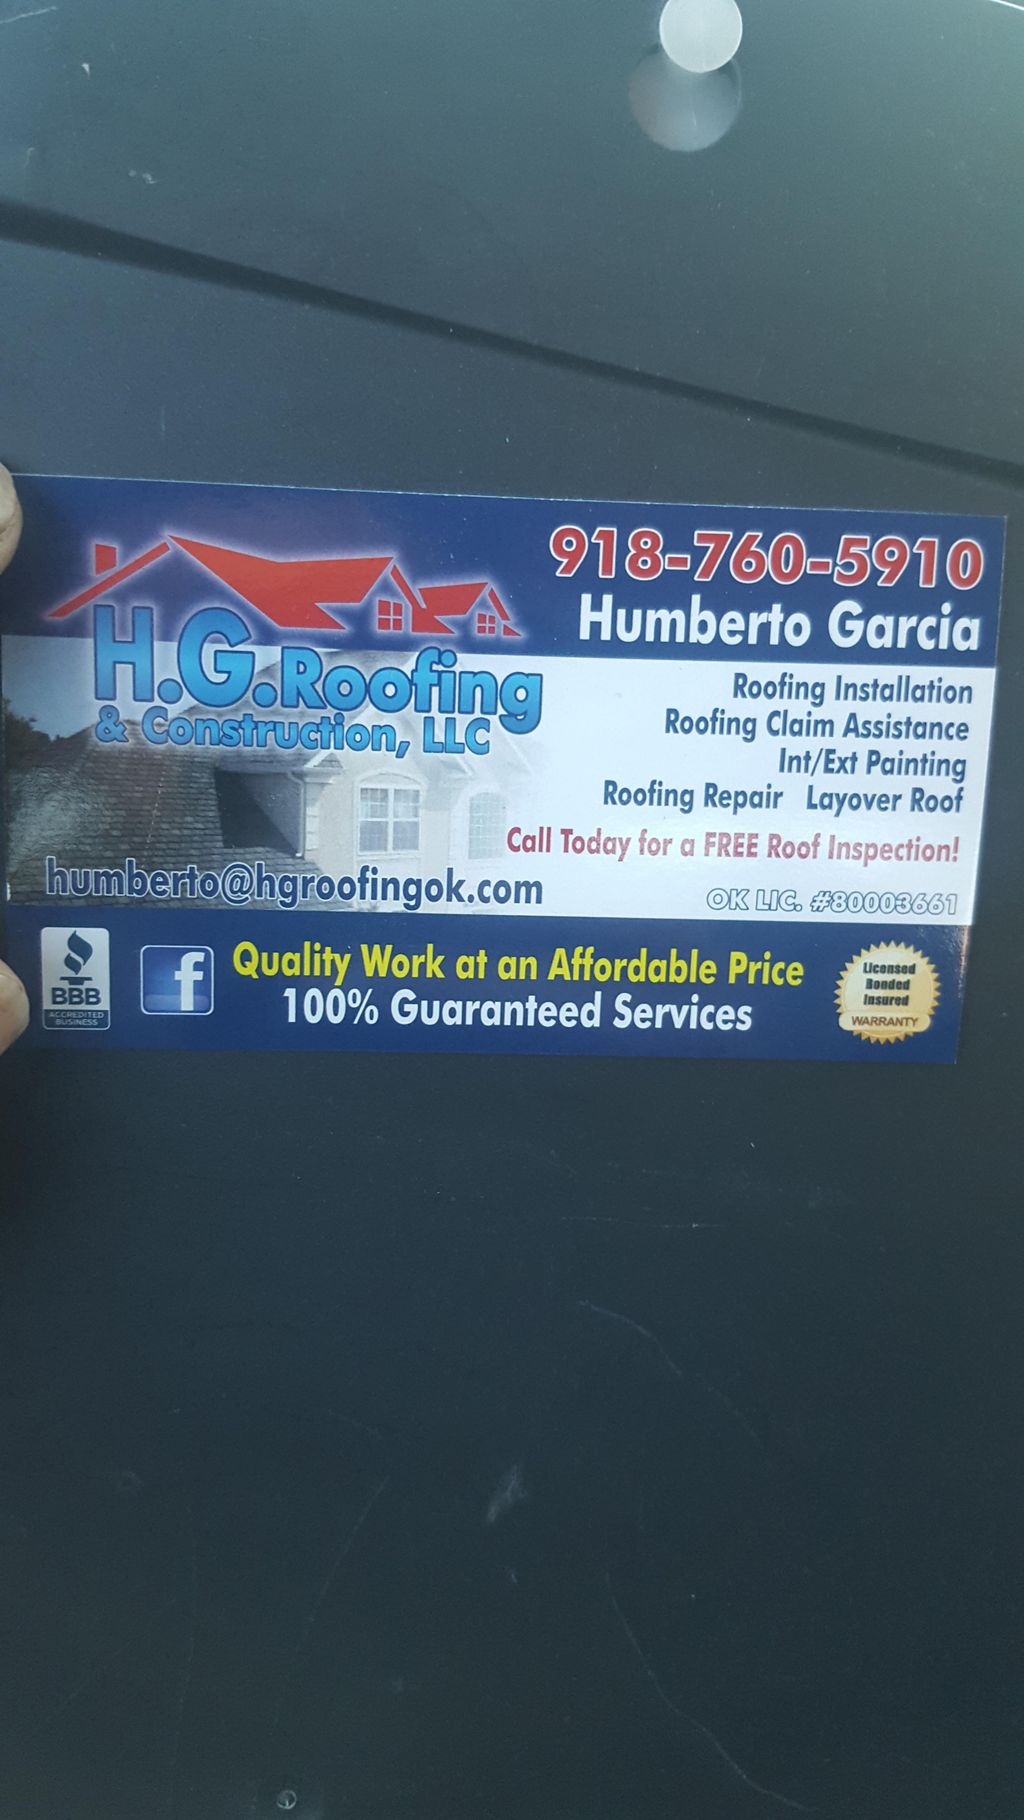 918-760-5910
Humberto Garcia
H.G.Roofing
& Construction, LLC
Roofing Installation
Roofing Claim Assistance
Int/Ext Painting
Roofing Repair Layover Roof
Call Today for a FREE Roof Inspection!
humberto@hgroofingok.com
OK LIC. #80003661
BBB
ACCREDITED
BUSINESS
f
Quality Work at an Affordable Price
100% Guaranteed Services
Licensed
Bonded
Insured
WARRANTY